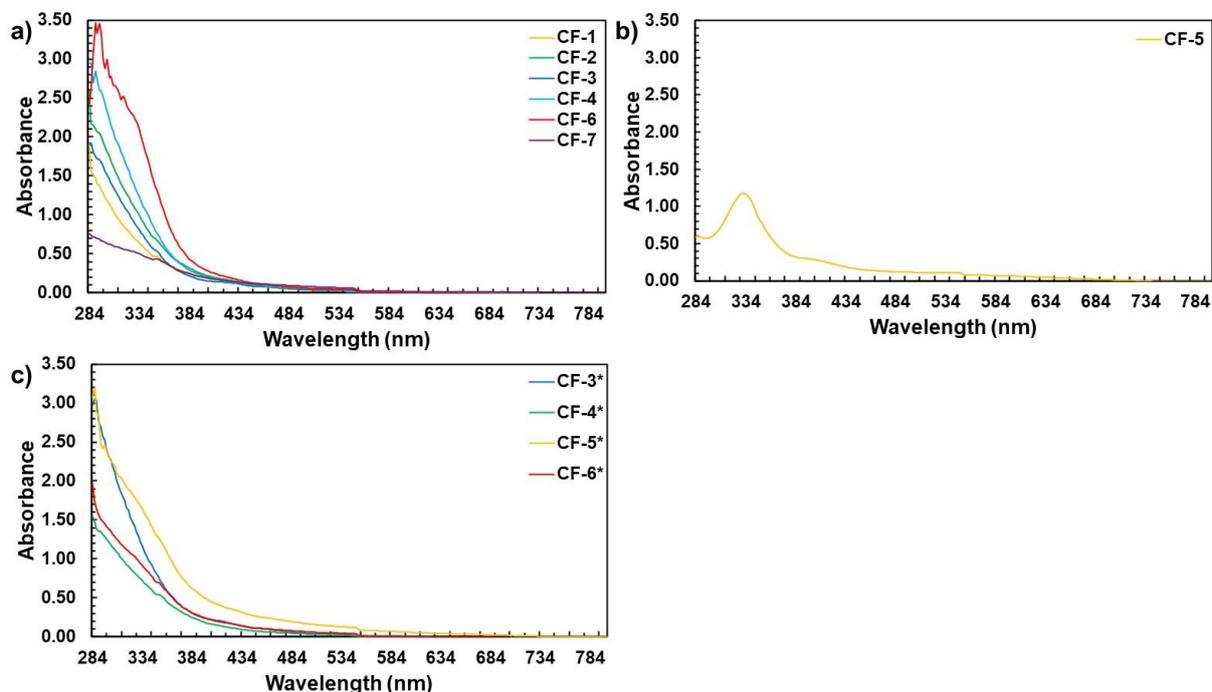 a)
3.50
3.00
2.50
2.00
1.50
1.00
0.50
0.00
Absorbance
CF-1
CF-2
CF-3
CF-4
CF-6
CF-7
284 334 384 434 484 534 584 634 684 734 784
Wavelength (nm)
b)
3.50
3.00
2.50
2.00
1.50
1.00
0.50
0.00
Absorbance
CF-5
284 334 384 434 484 534 584 634 684 734 784
Wavelength (nm)
c)
3.50
3.00
2.50
2.00
1.50
1.00
0.50
0.00
Absorbance
CF-3*
CF-4*
CF-5*
CF-6*
284 334 384 434 484 534 584 634 684 734 784
Wavelength (nm)